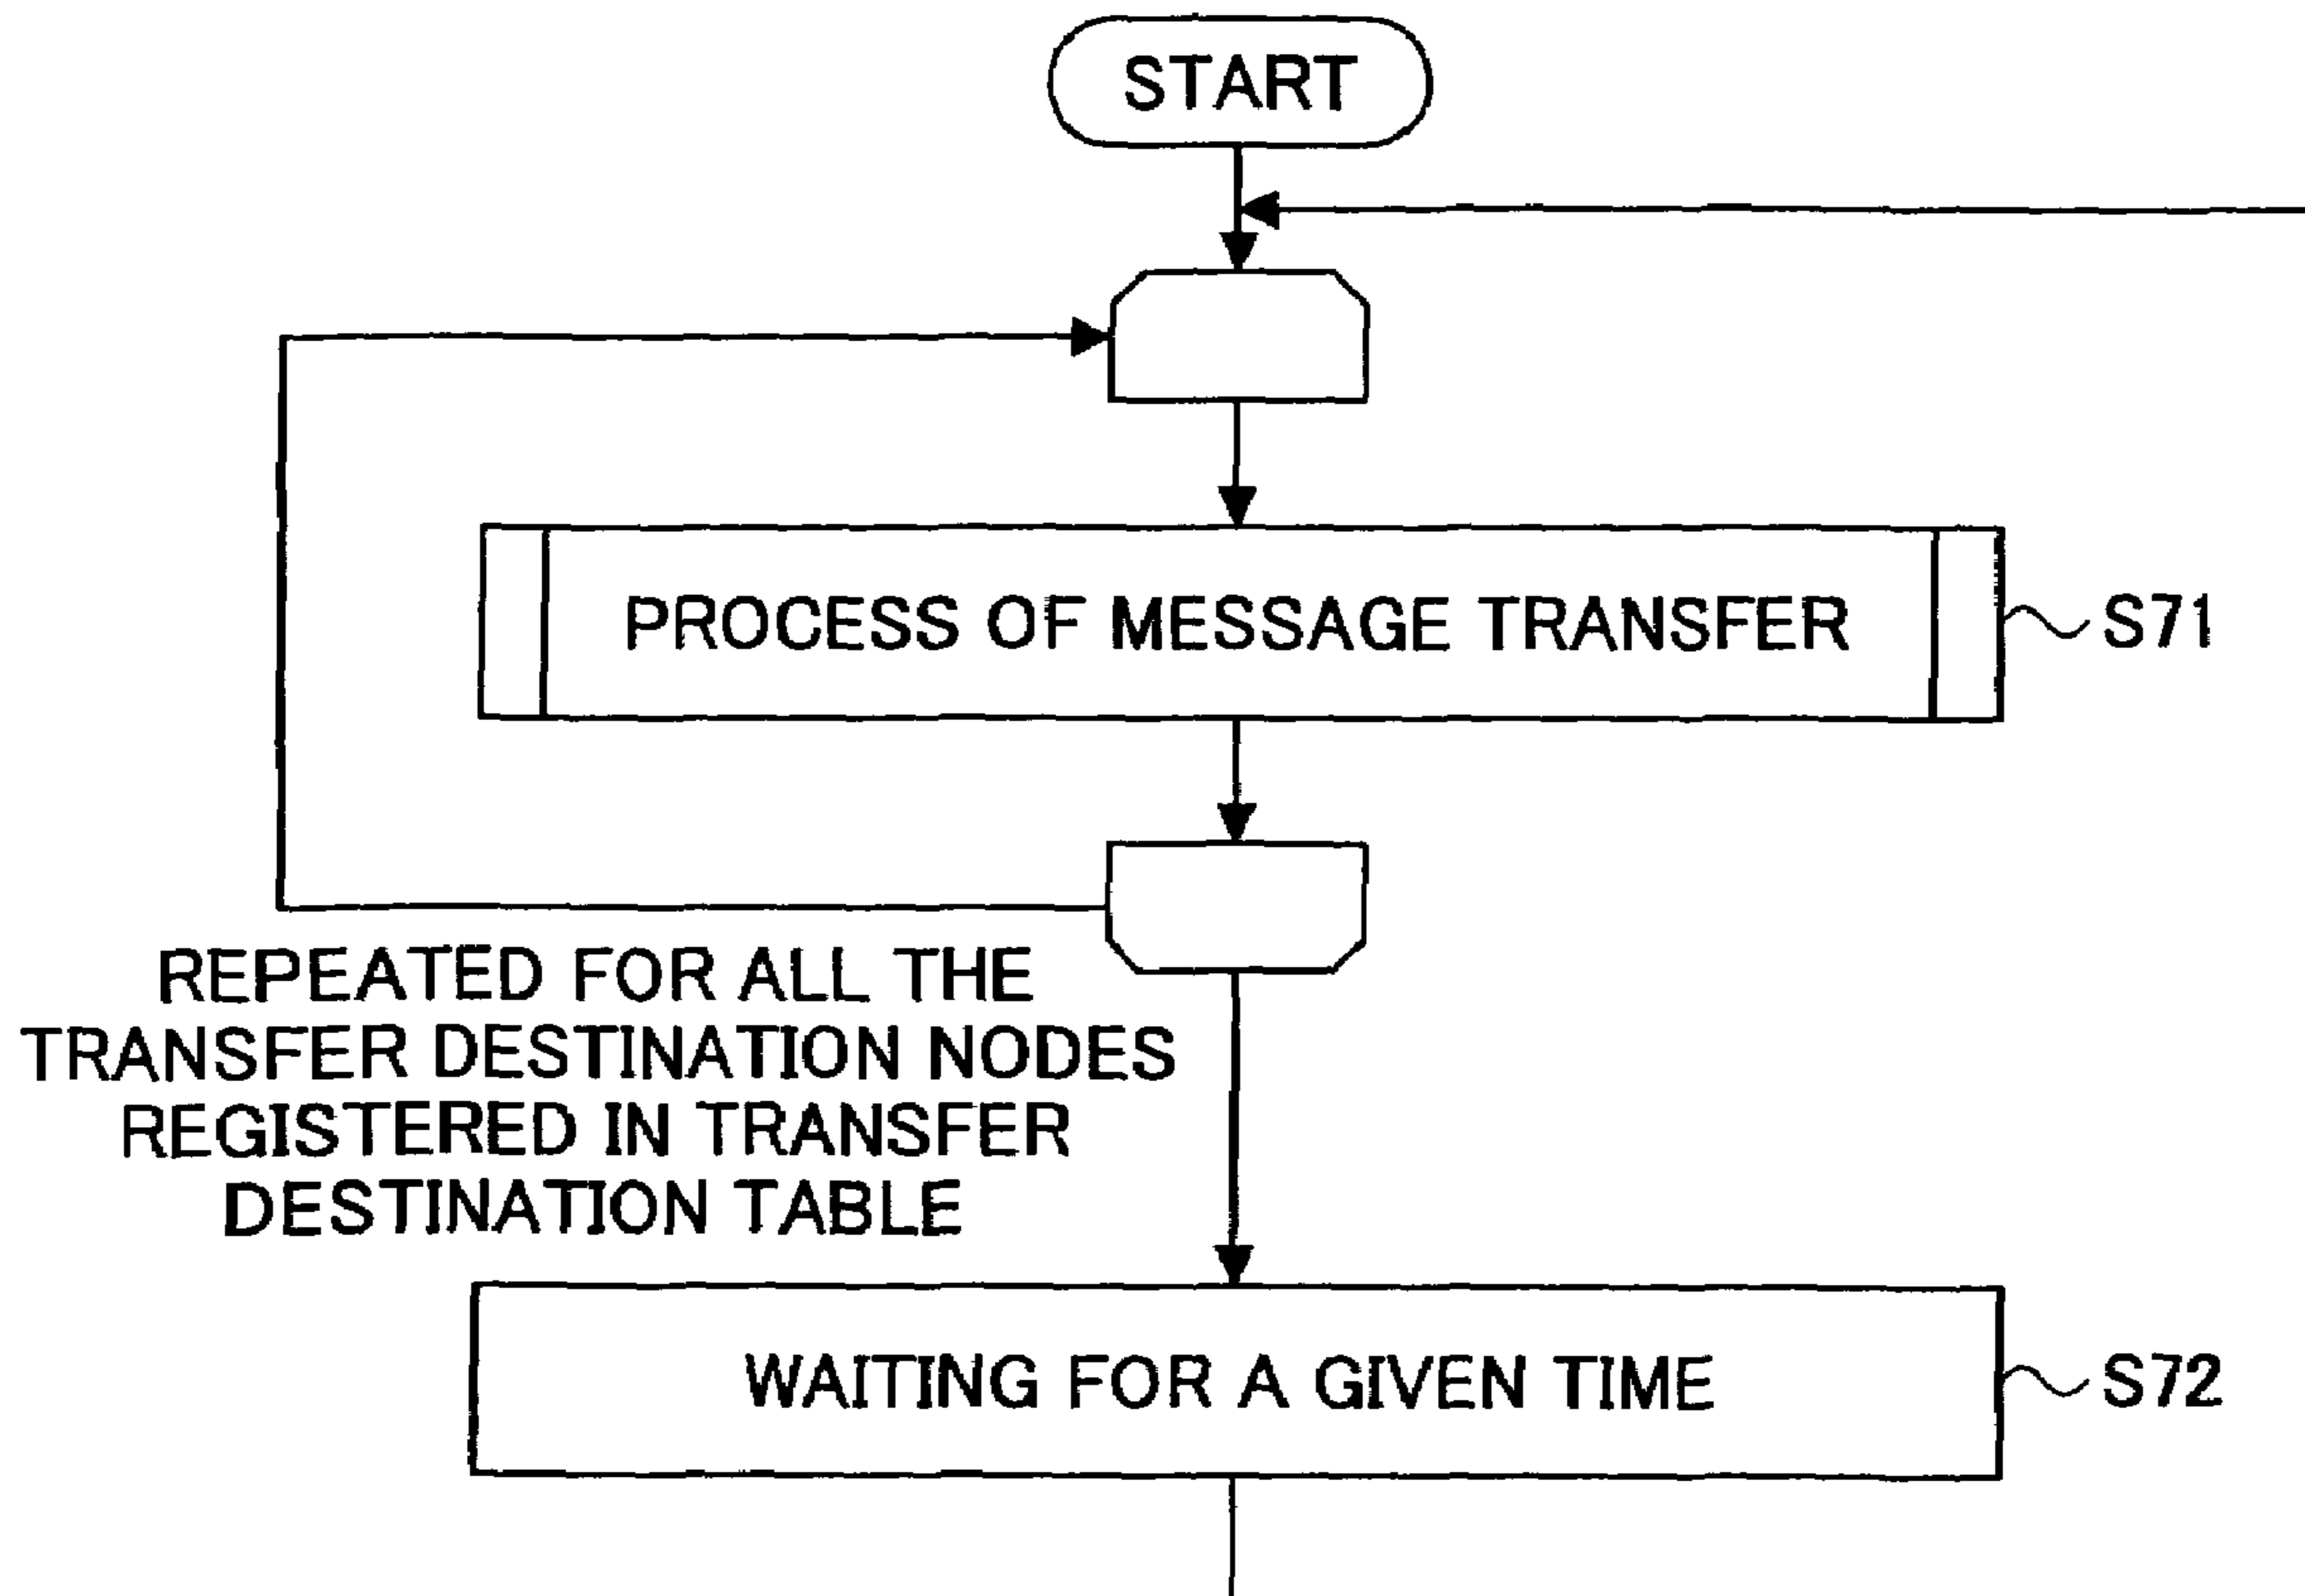 START
PROCESS OF MESSAGE TRANSFER
S71
REPEATED FOR ALL THE
TRANSFER DESTINATION NODES
REGISTERED IN TRANSFER
DESTINATION TABLE
WAITING FOR A GIVEN TIME
S72